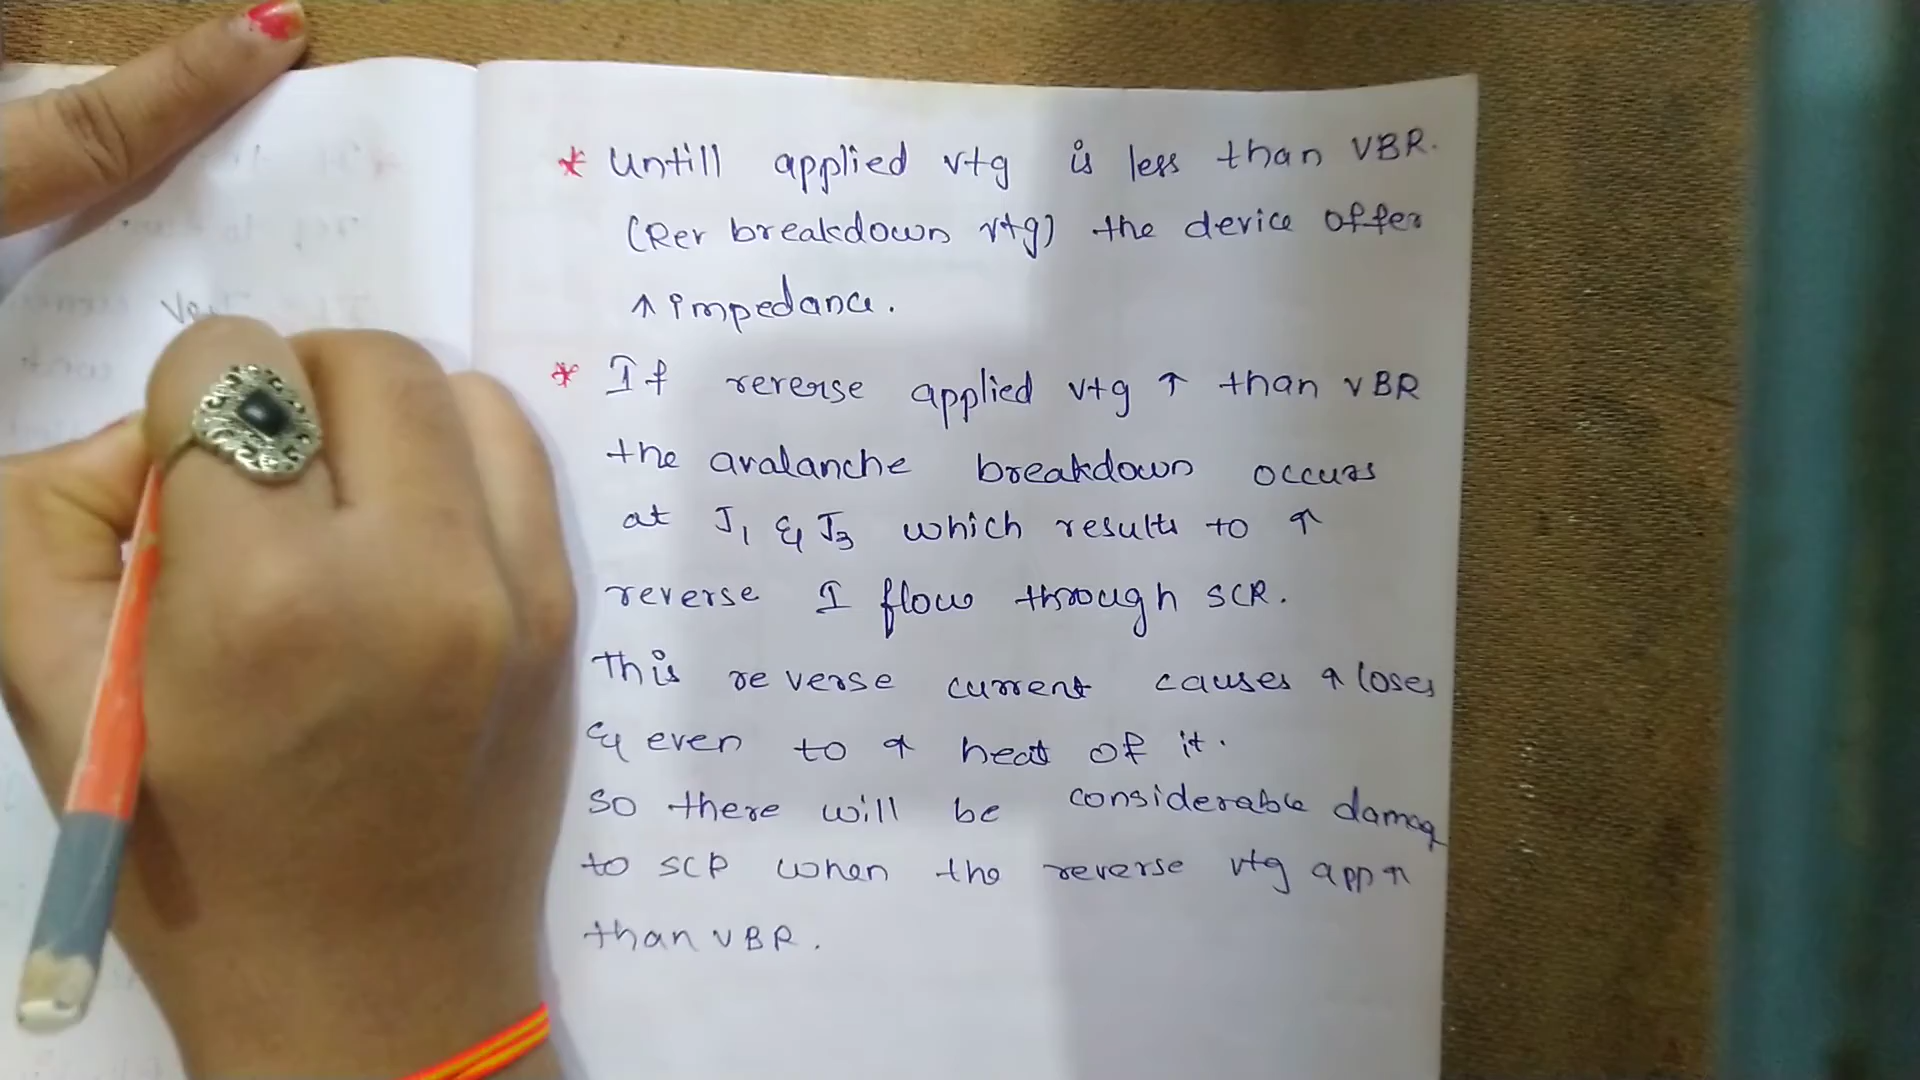 * Untill applied vtg is less than VBR.
(Rev breakdown vtg) the device offer
↑ impedance.
* If reverse applied vtg ↑ than VBR
the avalanche breakdown occurs
at J1 & J3 which results to ↑
reverse I flow through SCR.
This reverse current causes ↑ loses
& even to ↑ heat of it.
so there will be considerable damag
to SCR when the reverse vtg app ↑
than VBR.